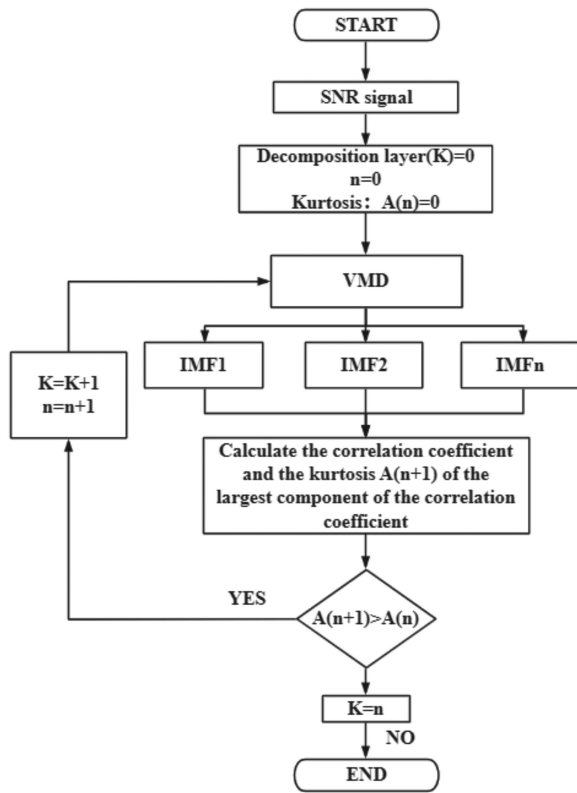 START
SNR signal
Decomposition layer(K)=0
n=0
Kurtosis: A(n)=0
VMD
IMF1
IMF2
IMFn
K=K+1
n=n+1
Calculate the correlation coefficient
and the kurtosis A(n+1) of the
largest component of the correlation
coefficient
YES
A(n+1)>A(n)
K=n
NO
END